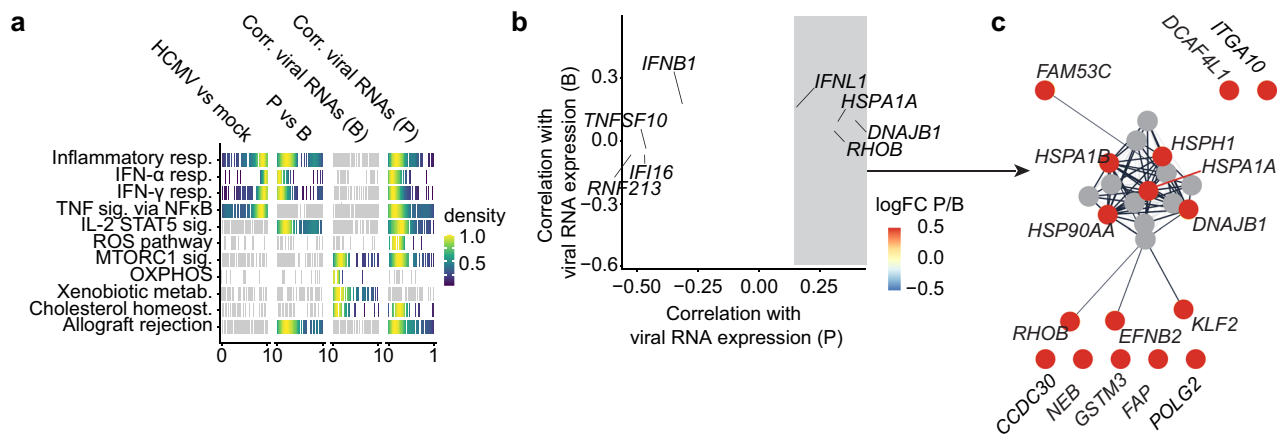 a
HCMV vs mock
P vs B
Corr. viral RNAs (B)
Corr. viral RNAs (P)
Inflammatory resp.
IFN-α resp.
IFN-γ resp.
TNF sig. via NFκB
IL-2 STAT5 sig.
ROS pathway
MTORC1 sig.
OXPHOS
Xenobiotic metab.
Cholesterol homeost.
Allograft rejection
0 10 10 10 1
density
1.0
0.5
b
Correlation with
viral RNA expression (B)
0.3
0.0
−0.3
−0.6
IFNB1
TNFSF10
IFI16
RNF213
IFNL1
HSPA1A
DNAJB1
RHOB
−0.50 −0.25 0.00 0.25
Correlation with
viral RNA expression (P)
logFC P/B
0.5
0.0
−0.5
c
ITGA10
DCAF4L1
FAM53C
HSPH1
HSPA1B
HSPA1A
HSP90AA
DNAJB1
RHOB
EFNB2
KLF2
CCDC30
NEB
GSTM3
FAP
POLG2